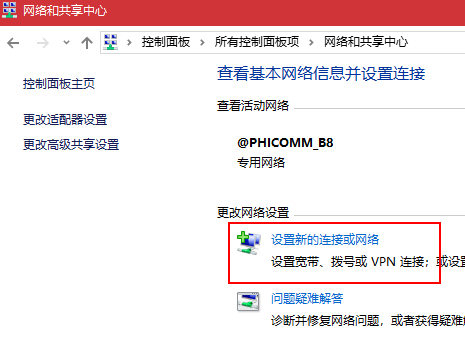 网络和共享中心
控制面板 > 所有控制面板项 > 网络和共享中心
控制面板主页
更改适配器设置
更改高级共享设置
查看基本网络信息并设置连接
查看活动网络
@PHICOMM_B8
专用网络
更改网络设置
设置新的连接或网络
设置宽带、拨号或 VPN 连接；或设置
问题疑难解答
诊断并修复网络问题，或者获得疑难